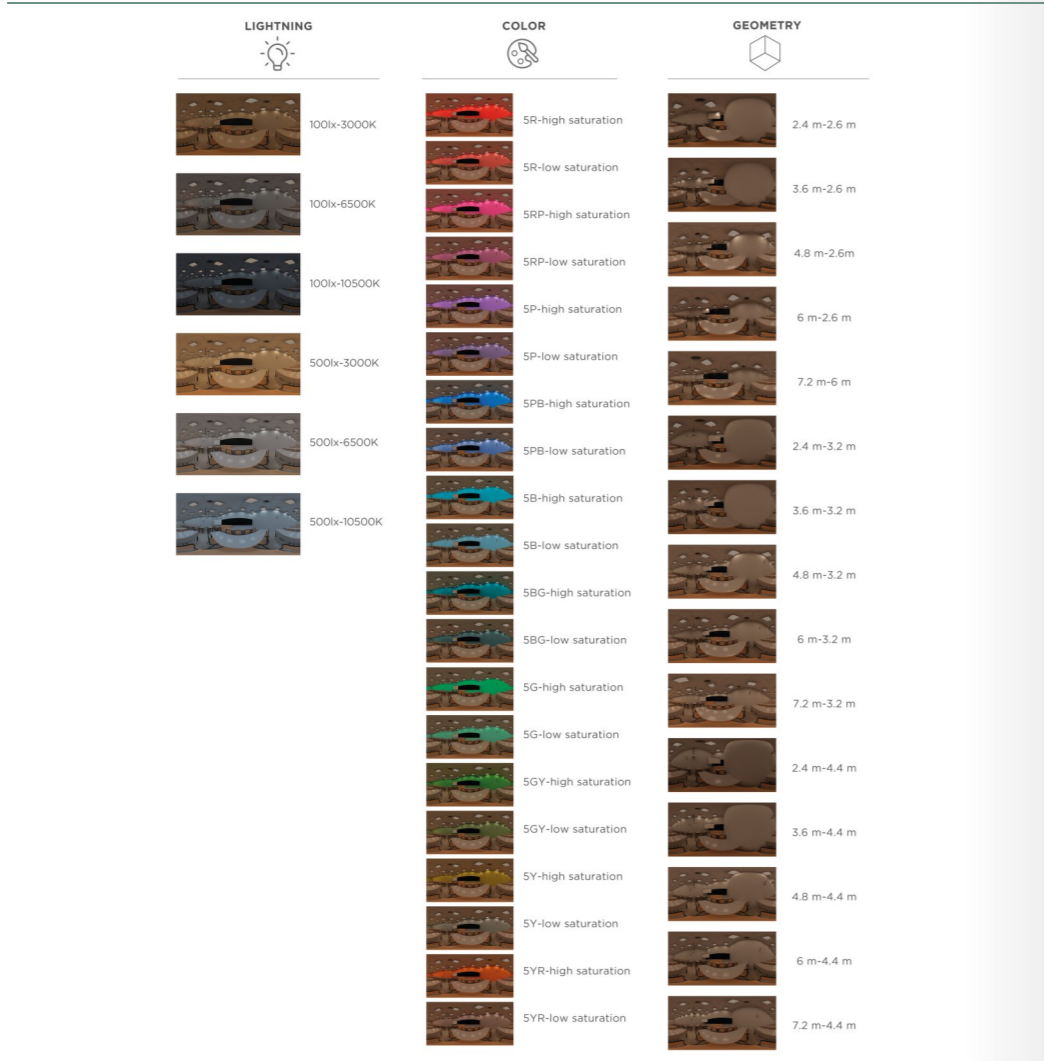 LIGHTNING
100lx-3000K
100lx-6500K
100lx-10500K
500lx-3000K
500lx-6500K
500lx-10500K
COLOR
5R-high saturation
5R-low saturation
5RP-high saturation
5RP-low saturation
5P-high saturation
5P-low saturation
5PB-high saturation
5PB-low saturation
5B-high saturation
5B-low saturation
5BG-high saturation
5BG-low saturation
5G-high saturation
5G-low saturation
5GY-high saturation
5GY-low saturation
5Y-high saturation
5Y-low saturation
5YR-high saturation
5YR-low saturation
GEOMETRY
2.4 m-2.6 m
3.6 m-2.6 m
4.8 m-2.6m
6 m-2.6 m
7.2 m-6 m
2.4 m-3.2 m
3.6 m-3.2 m
4.8 m-3.2 m
6 m-3.2 m
7.2 m-3.2 m
2.4 m-4.4 m
3.6 m-4.4 m
4.8 m-4.4 m
6 m-4.4 m
7.2 m-4.4 m